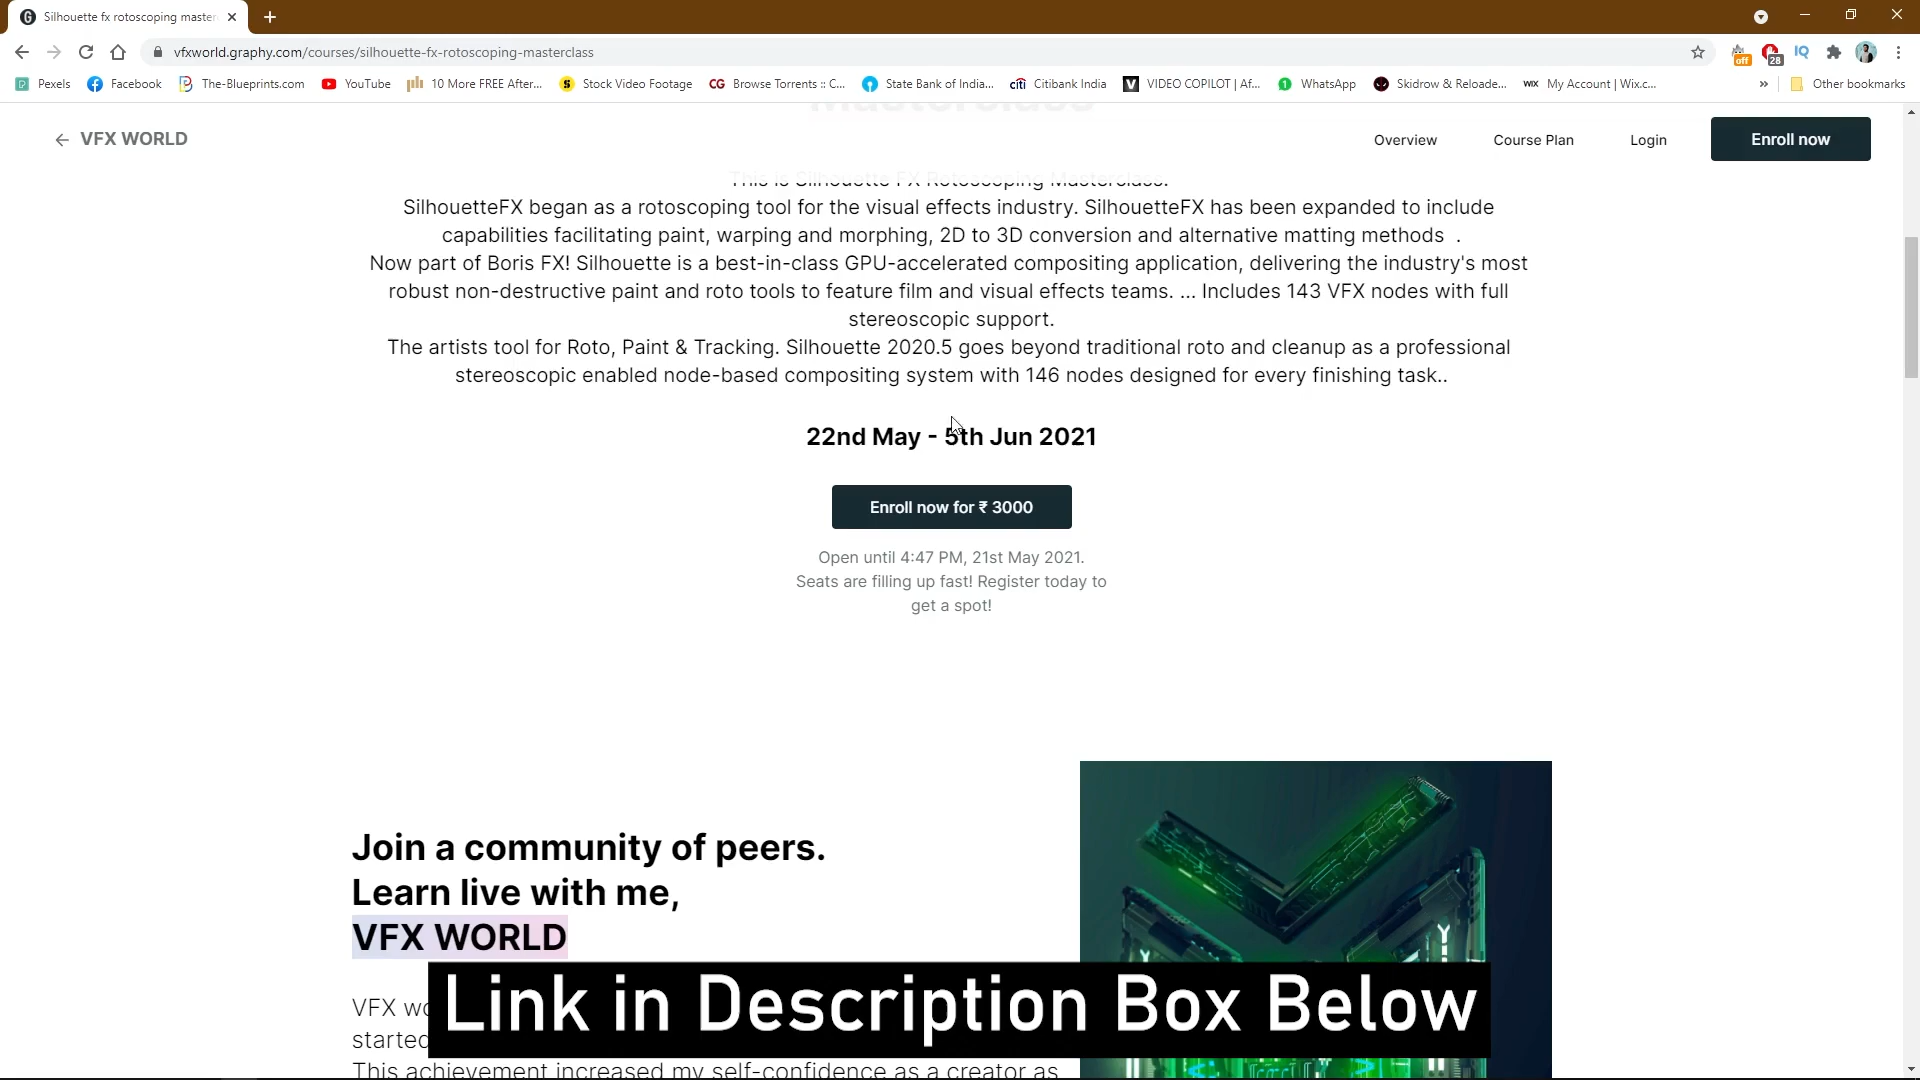 Silhouette fx rotoscoping master
vfxworld.graphy.com/courses/silhouette-fx-rotoscoping-masterclass
off
28
IQ
Pexels
Facebook
The-Blueprints.com
YouTube
10 More FREE After...
Stock Video Footage
CG Browse Torrents :: C...
State Bank of India...
citi Citibank India
VIDEO COPILOT | Af...
WhatsApp
Skidrow & Reloade...
WiX My Account | Wix.c...
»
Other bookmarks
Masterclass
← VFX WORLD
Overview
Course Plan
Login
Enroll now
This is Silhouette FX Rotoscoping Masterclass.
SilhouetteFX began as a rotoscoping tool for the visual effects industry. SilhouetteFX has been expanded to include
capabilities facilitating paint, warping and morphing, 2D to 3D conversion and alternative matting methods .
Now part of Boris FX! Silhouette is a best-in-class GPU-accelerated compositing application, delivering the industry's most
robust non-destructive paint and roto tools to feature film and visual effects teams. ... Includes 143 VFX nodes with full
stereoscopic support.
The artists tool for Roto, Paint & Tracking. Silhouette 2020.5 goes beyond traditional roto and cleanup as a professional
stereoscopic enabled node-based compositing system with 146 nodes designed for every finishing task..
22nd May - 5th Jun 2021
Enroll now for ₹ 3000
Open until 4:47 PM, 21st May 2021.
Seats are filling up fast! Register today to
get a spot!
Join a community of peers.
Learn live with me,
VFX WORLD
VFX
started
This achievement increased my self-confidence as a creator as
Link in Description Box Below